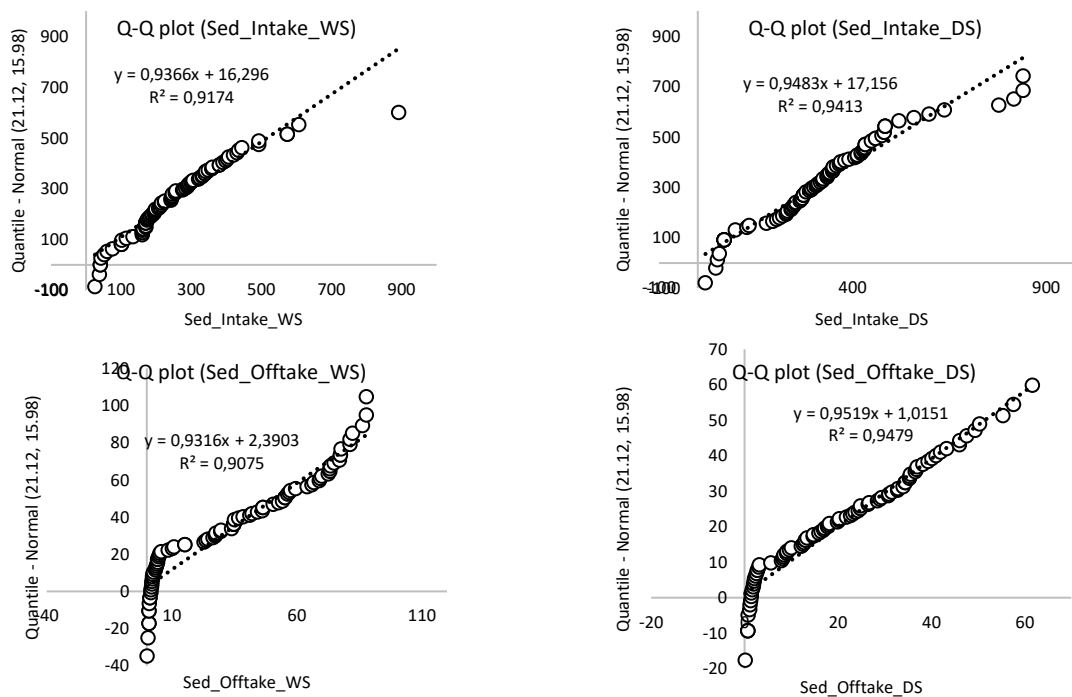 Q-Q plot (Sed_Intake_WS)
y = 0,9366x + 16,296
R² = 0,9174
Quantile - Normal (21.12, 15.98)
900
700
500
300
100
-100
-100 100 300 500 700 900
Sed_Intake_WS
Q-Q plot (Sed_Intake_DS)
y = 0,9483x + 17,156
R² = 0,9413
Quantile - Normal (21.12, 15.98)
900
700
500
300
100
-100
-100 400 900
Sed_Intake_DS
Q-Q plot (Sed_Offtake_WS)
y = 0,9316x + 2,3903
R² = 0,9075
Quantile - Normal (21.12, 15.98)
120
100
80
60
40
20
0
-20
-40
-40 10 60 110
Sed_Offtake_WS
Q-Q plot (Sed_Offtake_DS)
y = 0,9519x + 1,0151
R² = 0,9479
Quantile - Normal (21.12, 15.98)
70
60
50
40
30
20
10
0
-10
-20
-20 0 20 40 60
Sed_Offtake_DS